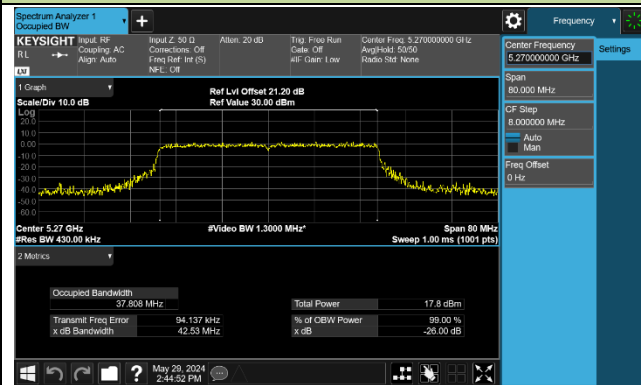 Spectrum Analyzer 1
Occupied BW
Frequency
KEYSIGHT
RL
Input: RF
Coupling: AC
Align: Auto
Input Z: 50 Ω
Corrections: Off
Freq Ref: Int (S)
NFE: Off
Atten: 20 dB
Trig: Free Run
Gate: Off
#IF Gain: Low
Center Freq: 5.270000000 GHz
Avg|Hold: 50/50
Radio Std: None
LXI
1 Graph
Scale/Div 10.0 dB
Ref Lvl Offset 21.20 dB
Ref Value 30.00 dBm
Log
20.0
10.0
0.00
-10.0
-20.0
-30.0
-40.0
-50.0
-60.0
Center 5.27 GHz
#Res BW 430.00 kHz
#Video BW 1.3000 MHz*
Span 80 MHz
Sweep 1.00 ms (1001 pts)
2 Metrics
Occupied Bandwidth
37.808 MHz
Total Power 17.8 dBm
Transmit Freq Error 94.137 kHz
% of OBW Power 99.00 %
x dB Bandwidth 42.53 MHz
x dB -26.00 dB
May 29, 2024
2:44:52 PM
Center Frequency
5.270000000 GHz
Settings
Span
80.000 MHz
CF Step
8.000000 MHz
Auto
Man
Freq Offset
0 Hz